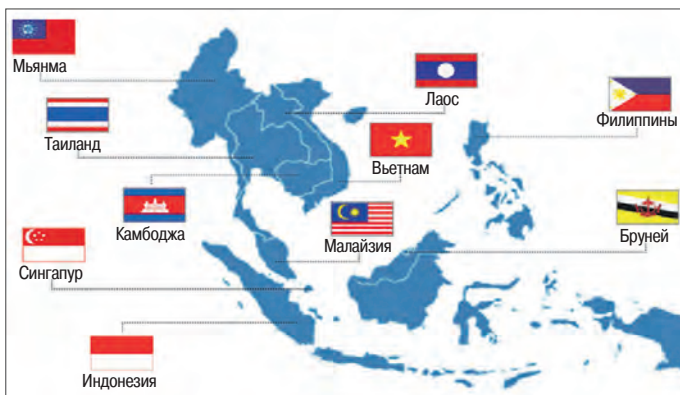 Мьянма
Лаос
Филиппины
Таиланд
Вьетнам
Камбоджа
Малайзия
Бруней
Сингапур
Индонезия